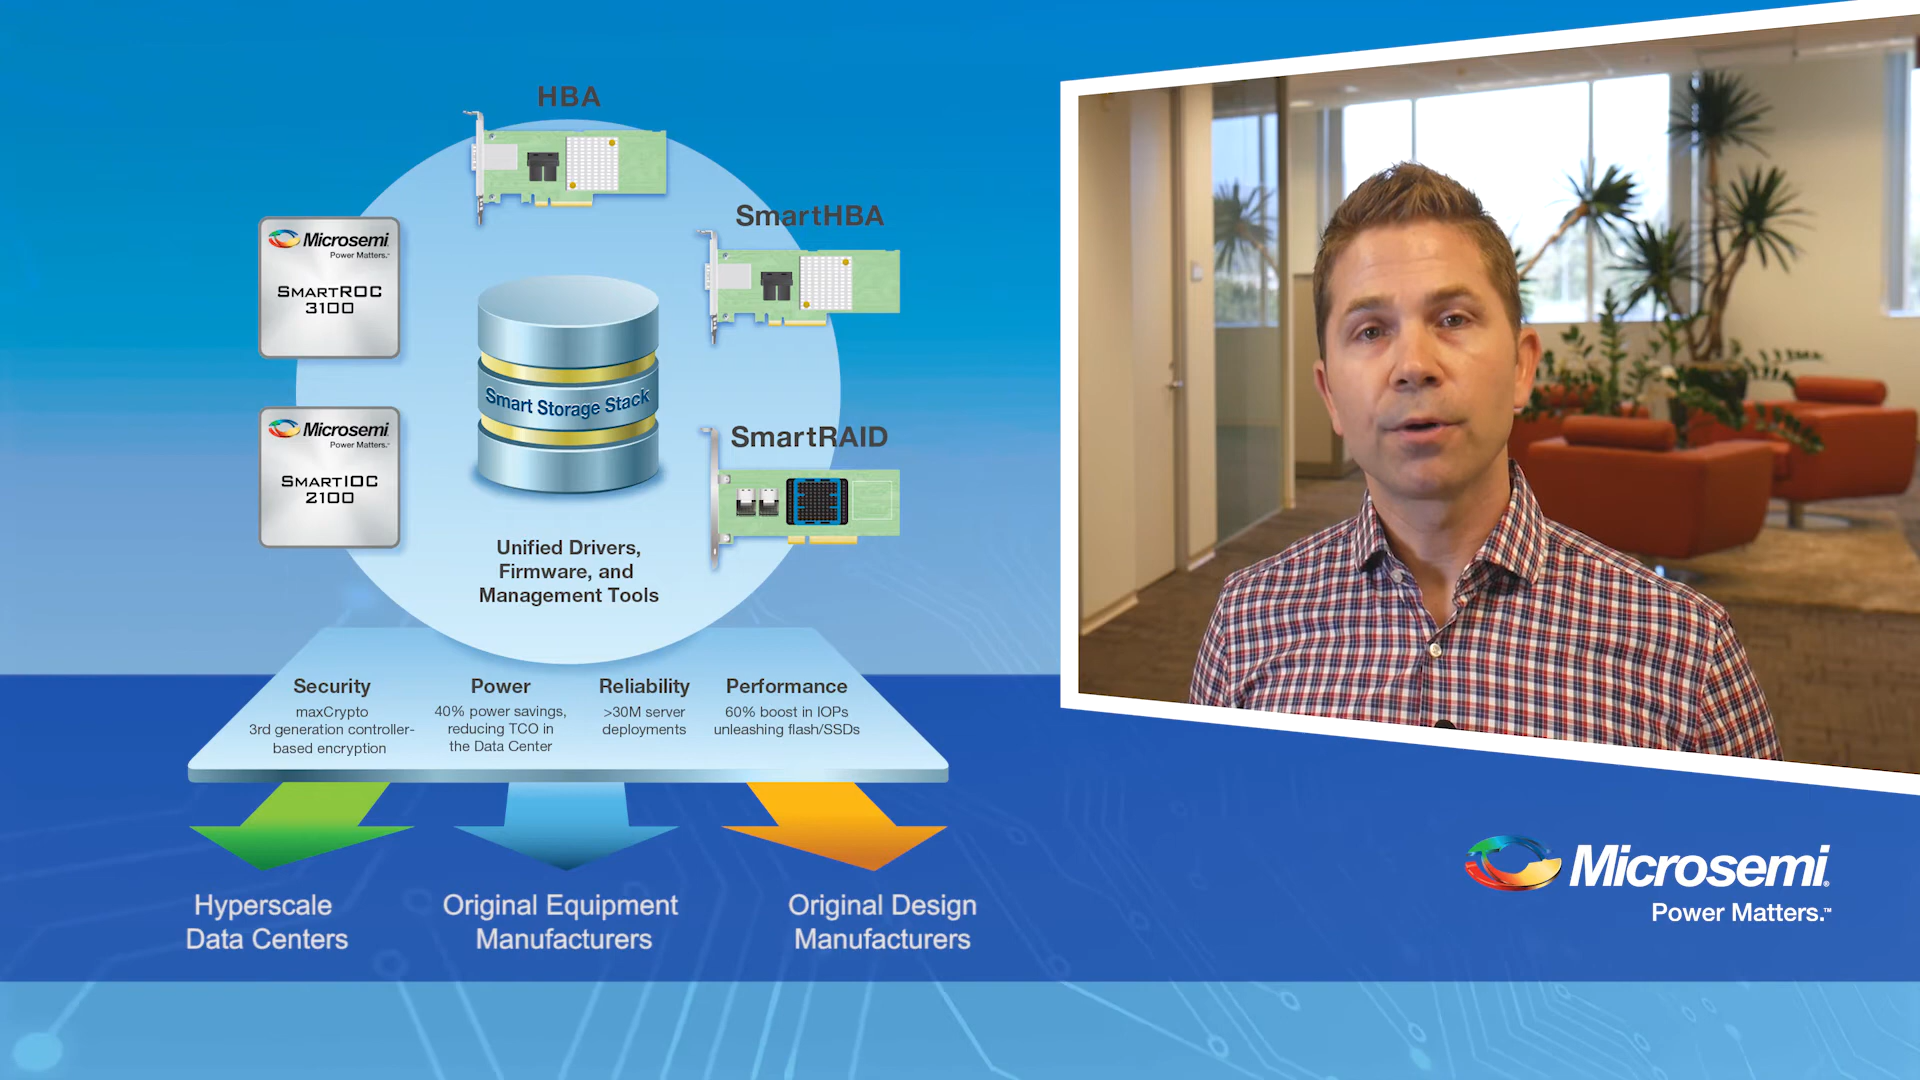 HBA
SmartHBA
Microsemi
Power Matters.™
SMARTROC
3100
Smart Storage Stack
Microsemi
Power Matters.™
SMARTIOC
2100
SmartRAID
Unified Drivers,
Firmware, and
Management Tools
Security
maxCrypto
3rd generation controller-
based encryption
Power
40% power savings,
reducing TCO in
the Data Center
Reliability
>30M server
deployments
Performance
60% boost in IOPs
unleashing flash/SSDs
Hyperscale
Data Centers
Original Equipment
Manufacturers
Original Design
Manufacturers
Microsemi®
Power Matters.™